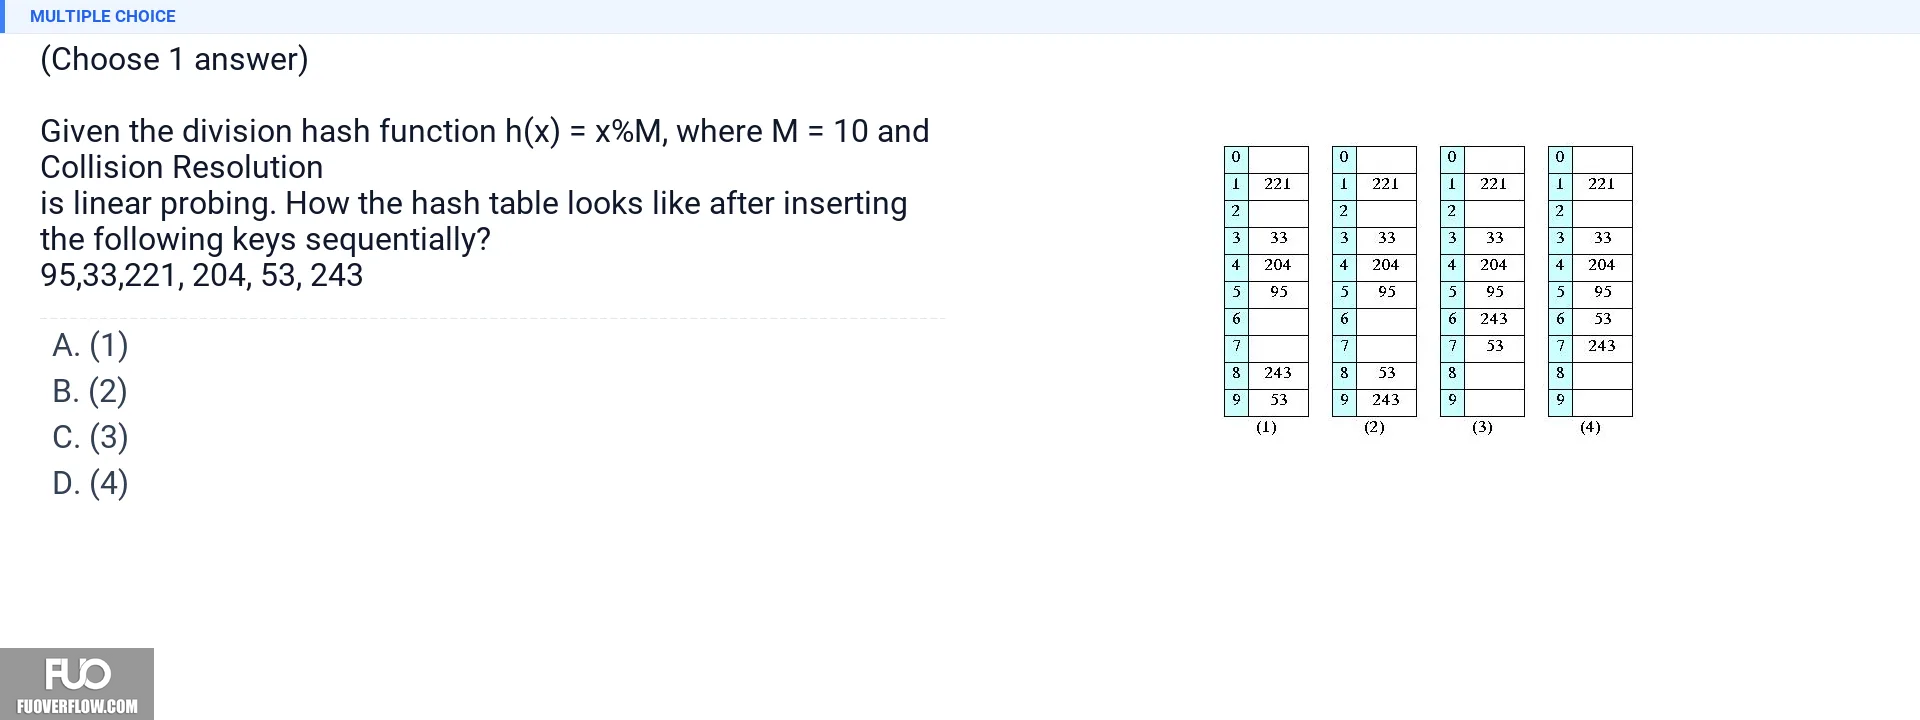 MULTIPLE CHOICE
(Choose 1 answer)
Given the division hash function h(x) = x%M, where M = 10 and
Collision Resolution
is linear probing. How the hash table looks like after inserting
the following keys sequentially?
95,33,221, 204, 53, 243
A. (1)
B. (2)
C. (3)
D. (4)
0 0 0 0
1 221 1 221 1 221 1 221
2 2 2 2
3 33 3 33 3 33 3 33
4 204 4 204 4 204 4 204
5 95 5 95 5 95 5 95
6 6 6 243 6 53
7 7 7 53 7 243
8 243 8 53 8 8
9 53 9 243 9 9
(1) (2) (3) (4)
FUO
FUOVERFLOW.COM